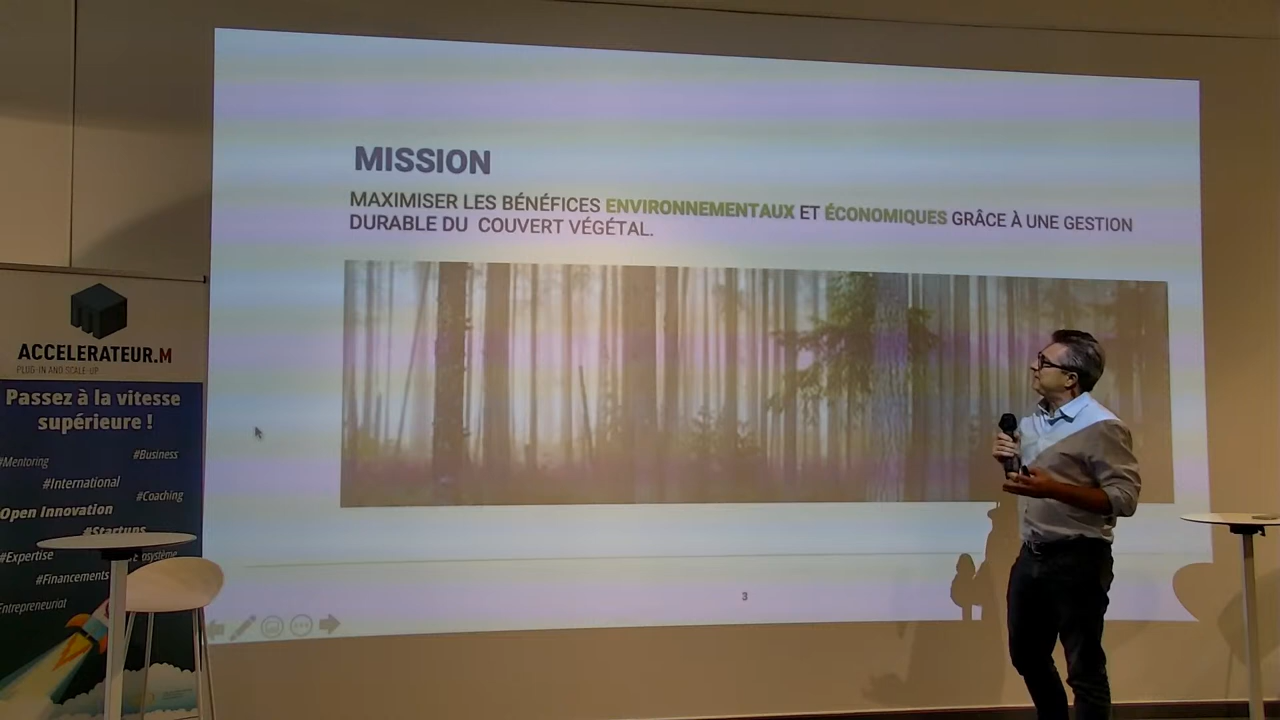 MISSION
MAXIMISER LES BÉNÉFICES ENVIRONNEMENTAUX ET ÉCONOMIQUES GRÂCE À UNE GESTION
DURABLE DU COUVERT VÉGÉTAL.
3
ACCELERATEUR.M
PLUG-IN AND SCALE-UP
Passez à la vitesse
supérieure !
#Mentoring
#Business
#International
#Coaching
Open Innovation
#Startups
#Expertise
#Financements
Entrepreneuriat